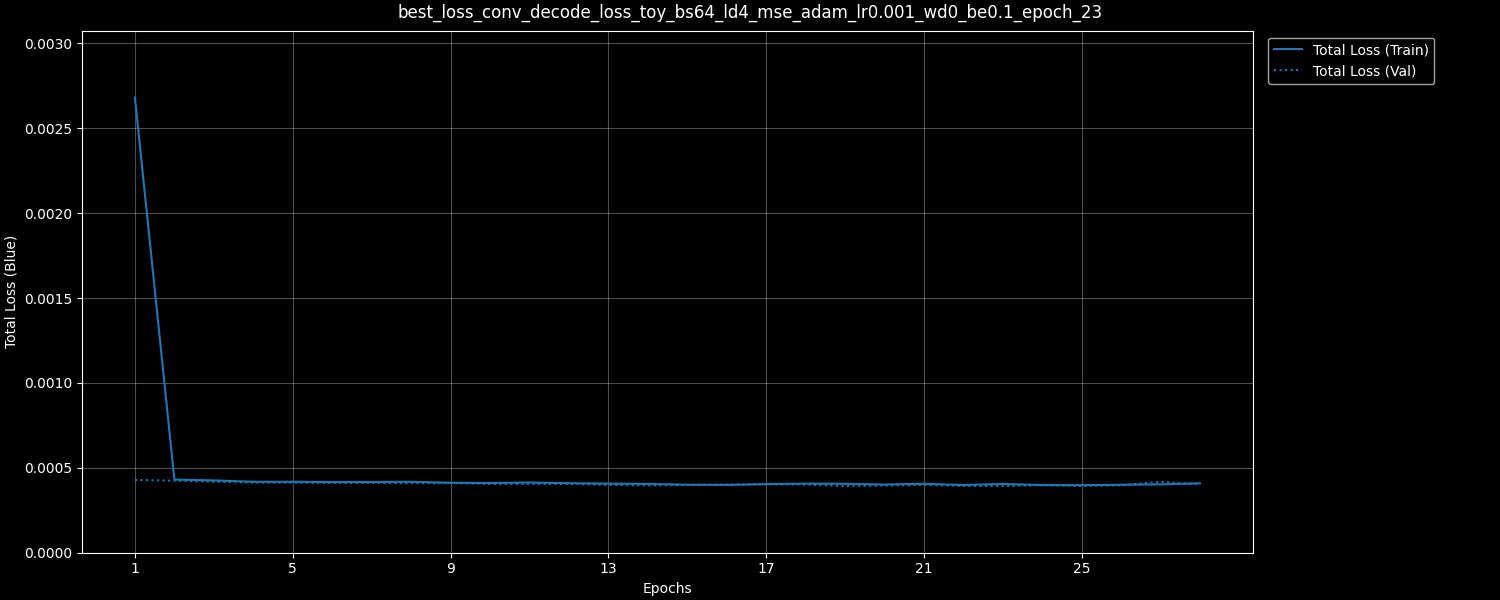 best_loss_conv_decode_loss_toy_bs64_ld4_mse_adam_lr0.001_wd0_be0.1_epoch_23
Total Loss (Train)
Total Loss (Val)
Total Loss (Blue)
0.0030
0.0025
0.0020
0.0015
0.0010
0.0005
0.0000
1 5 9 13 17 21 25
Epochs